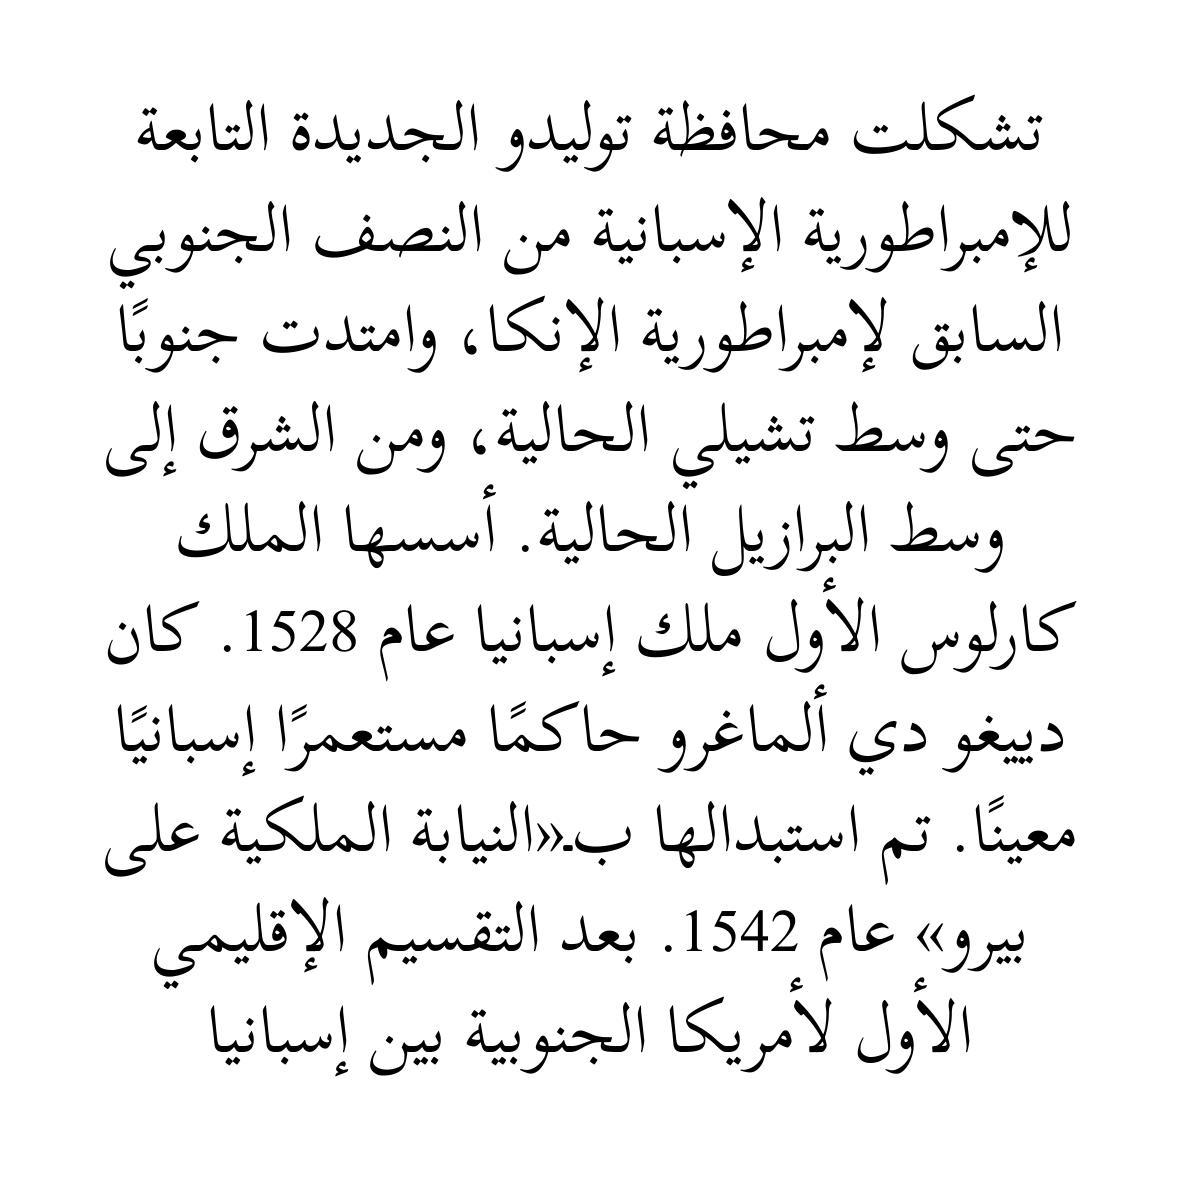 تشكلت محافظة توليدو الجديدة التابعة
للإمبراطورية الإسبانية من النصف الجنوبي
السابق لإمبراطورية الإنكا، وامتدت جنوبًا
حتى وسط تشيلي الحالية، ومن الشرق إلى
وسط البرازيل الحالية. أسسها الملك
كارلوس الأول ملك إسبانيا عام 1528. كان
دييغو دي ألماغرو حاكمًا مستعمرًا إسبانيًا
معينًا. تم استبدالها بـ«النيابة الملكية على
بيرو» عام 1542. بعد التقسيم الإقليمي
الأول لأمريكا الجنوبية بين إسبانيا